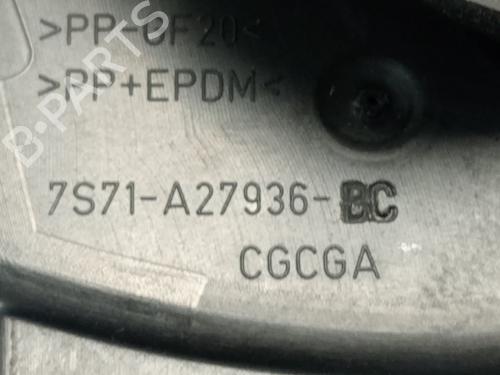 >PP-GF20<
>PP+EPDM<
B-PARTS
7S71-A27936-BC
CGCGA